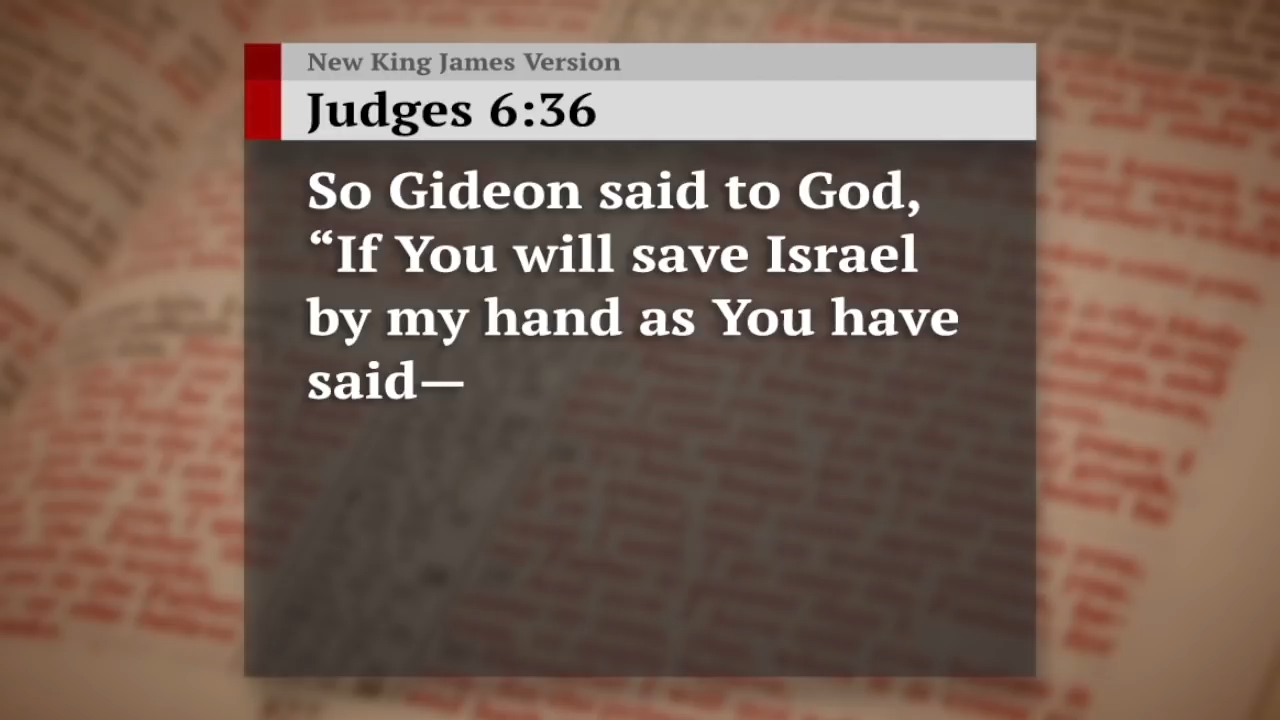 New King James Version
Judges 6:36
So Gideon said to God,
“If You will save Israel
by my hand as You have
said—